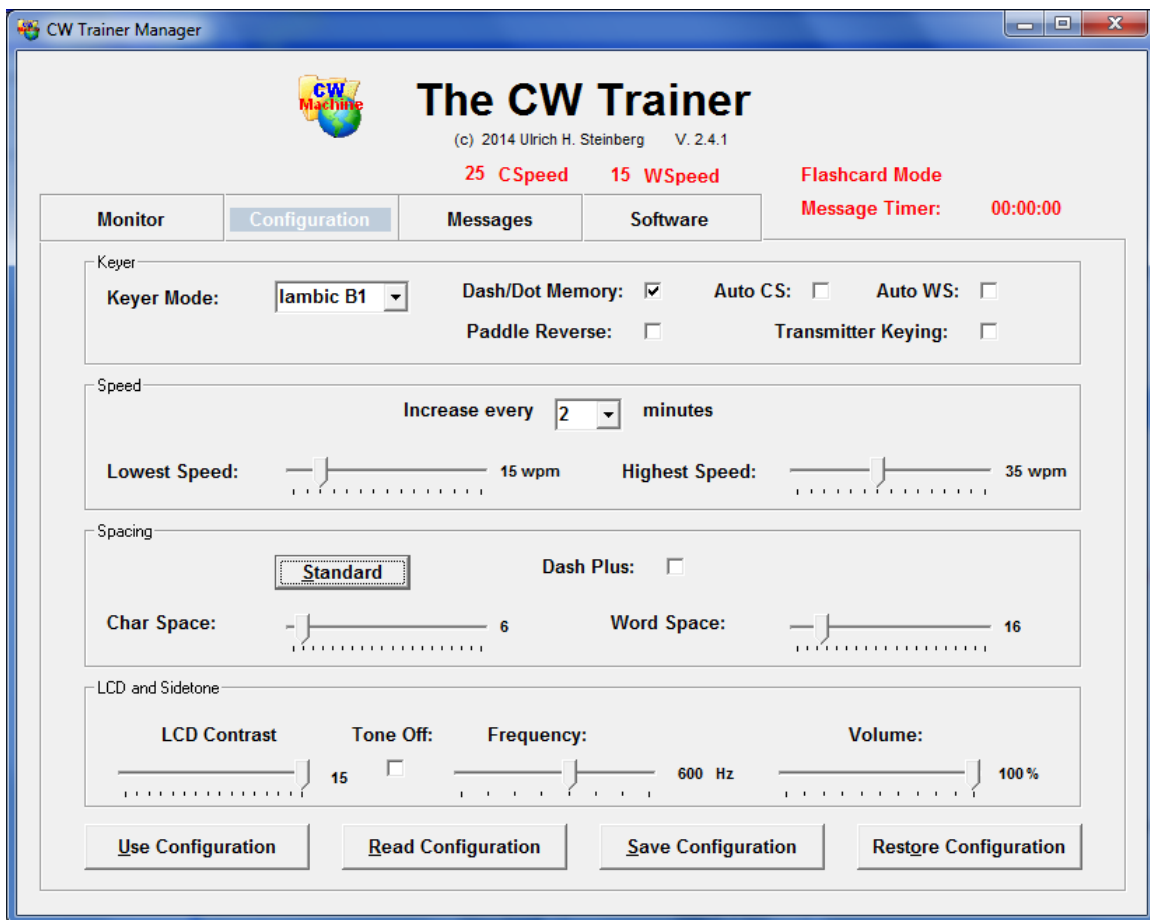 CW Trainer Manager
CW
Machine
The CW Trainer
(c) 2014 Ulrich H. Steinberg V. 2.4.1
25 CSpeed 15 WSpeed Flashcard Mode
Message Timer: 00:00:00
Monitor Configuration Messages Software
Keyer
Keyer Mode: Iambic B1 Dash/Dot Memory: Auto CS: Auto WS:
Paddle Reverse: Transmitter Keying:
Speed
Increase every 2 minutes
Lowest Speed: 15 wpm Highest Speed: 35 wpm
Spacing
Standard Dash Plus:
Char Space: 6 Word Space: 16
LCD and Sidetone
LCD Contrast Tone Off: Frequency: Volume:
15 600 Hz 100 %
Use Configuration Read Configuration Save Configuration Restore Configuration